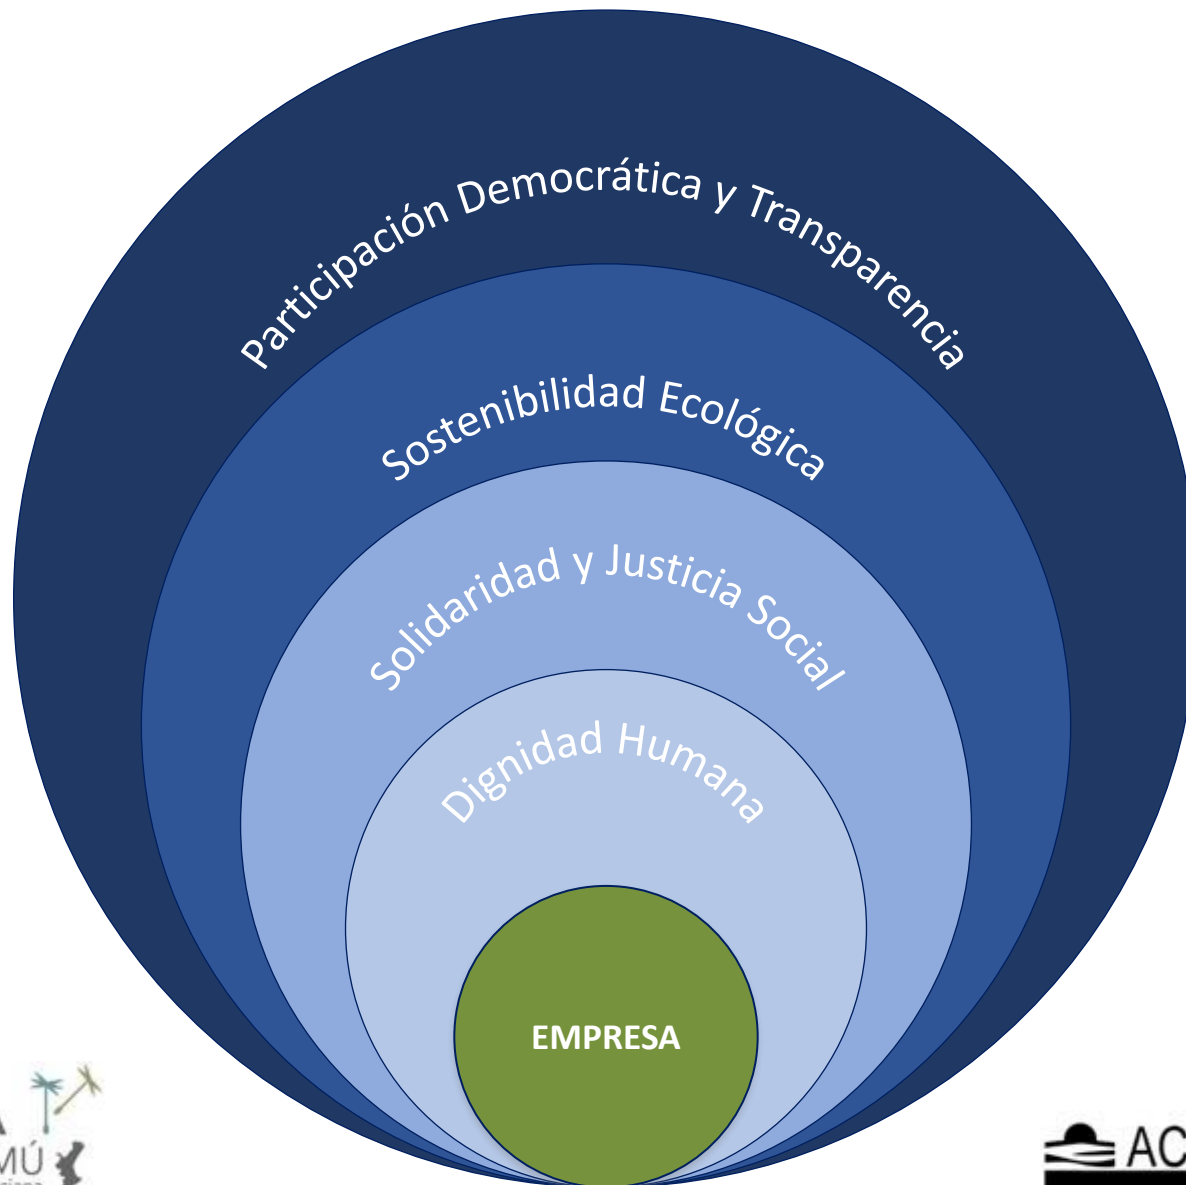 Participación Democrática y Transparencia
Sostenibilidad Ecológica
Solidaridad y Justicia Social
Dignidad Humana
EMPRESA